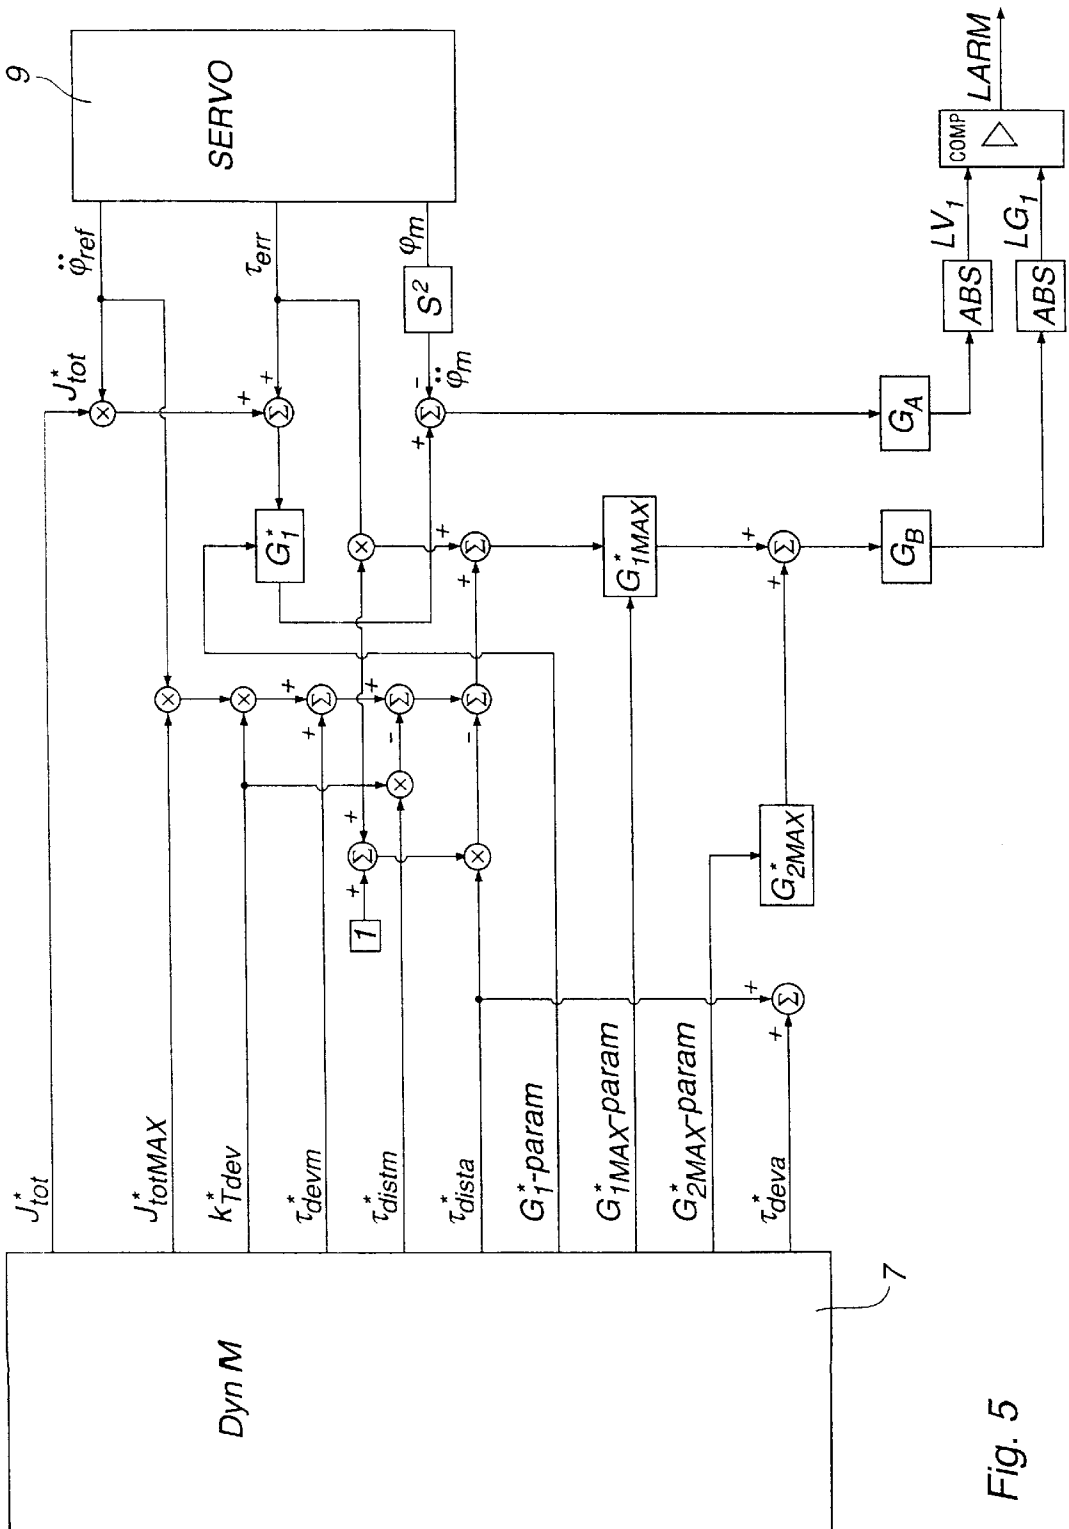 9
SERVO
φ̈ref
τerr
φm
J*tot
×
+
+
Σ
S²
-
φ̈m
+
Σ
G*1
×
+
+
Σ
G*1MAX
+
+
Σ
GA
GB
ABS
ABS
LV1
LG1
COMP
▷
LARM
×
×
+
+
Σ
+
-
Σ
-
Σ
×
+
+
Σ
1
×
G*2MAX
+
+
Σ
J*tot
J*totMAX
k*Tdev
τ*devm
τ*distm
τ*dista
G*1-param
G*1MAX-param
G*2MAX-param
τ*deva
Dyn M
7
Fig. 5